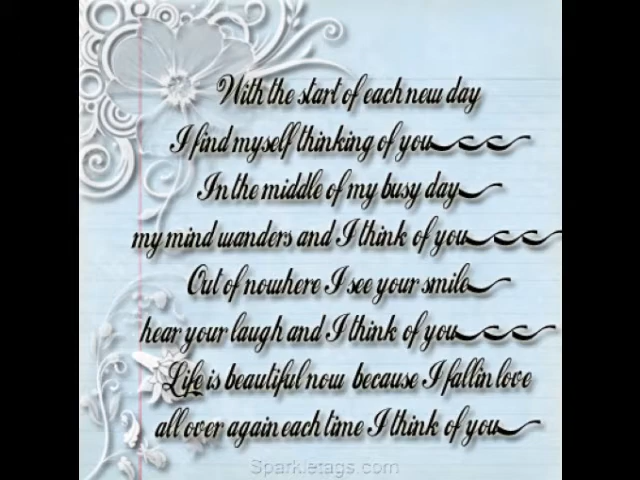 With the start of each new day
I find myself thinking of you
In the middle of my busy day
my mind wanders and I think of you
Out of nowhere I see your smile
hear your laugh and I think of you
Life is beautiful now because I fall in love
all over again each time I think of you
Sparkletags.com